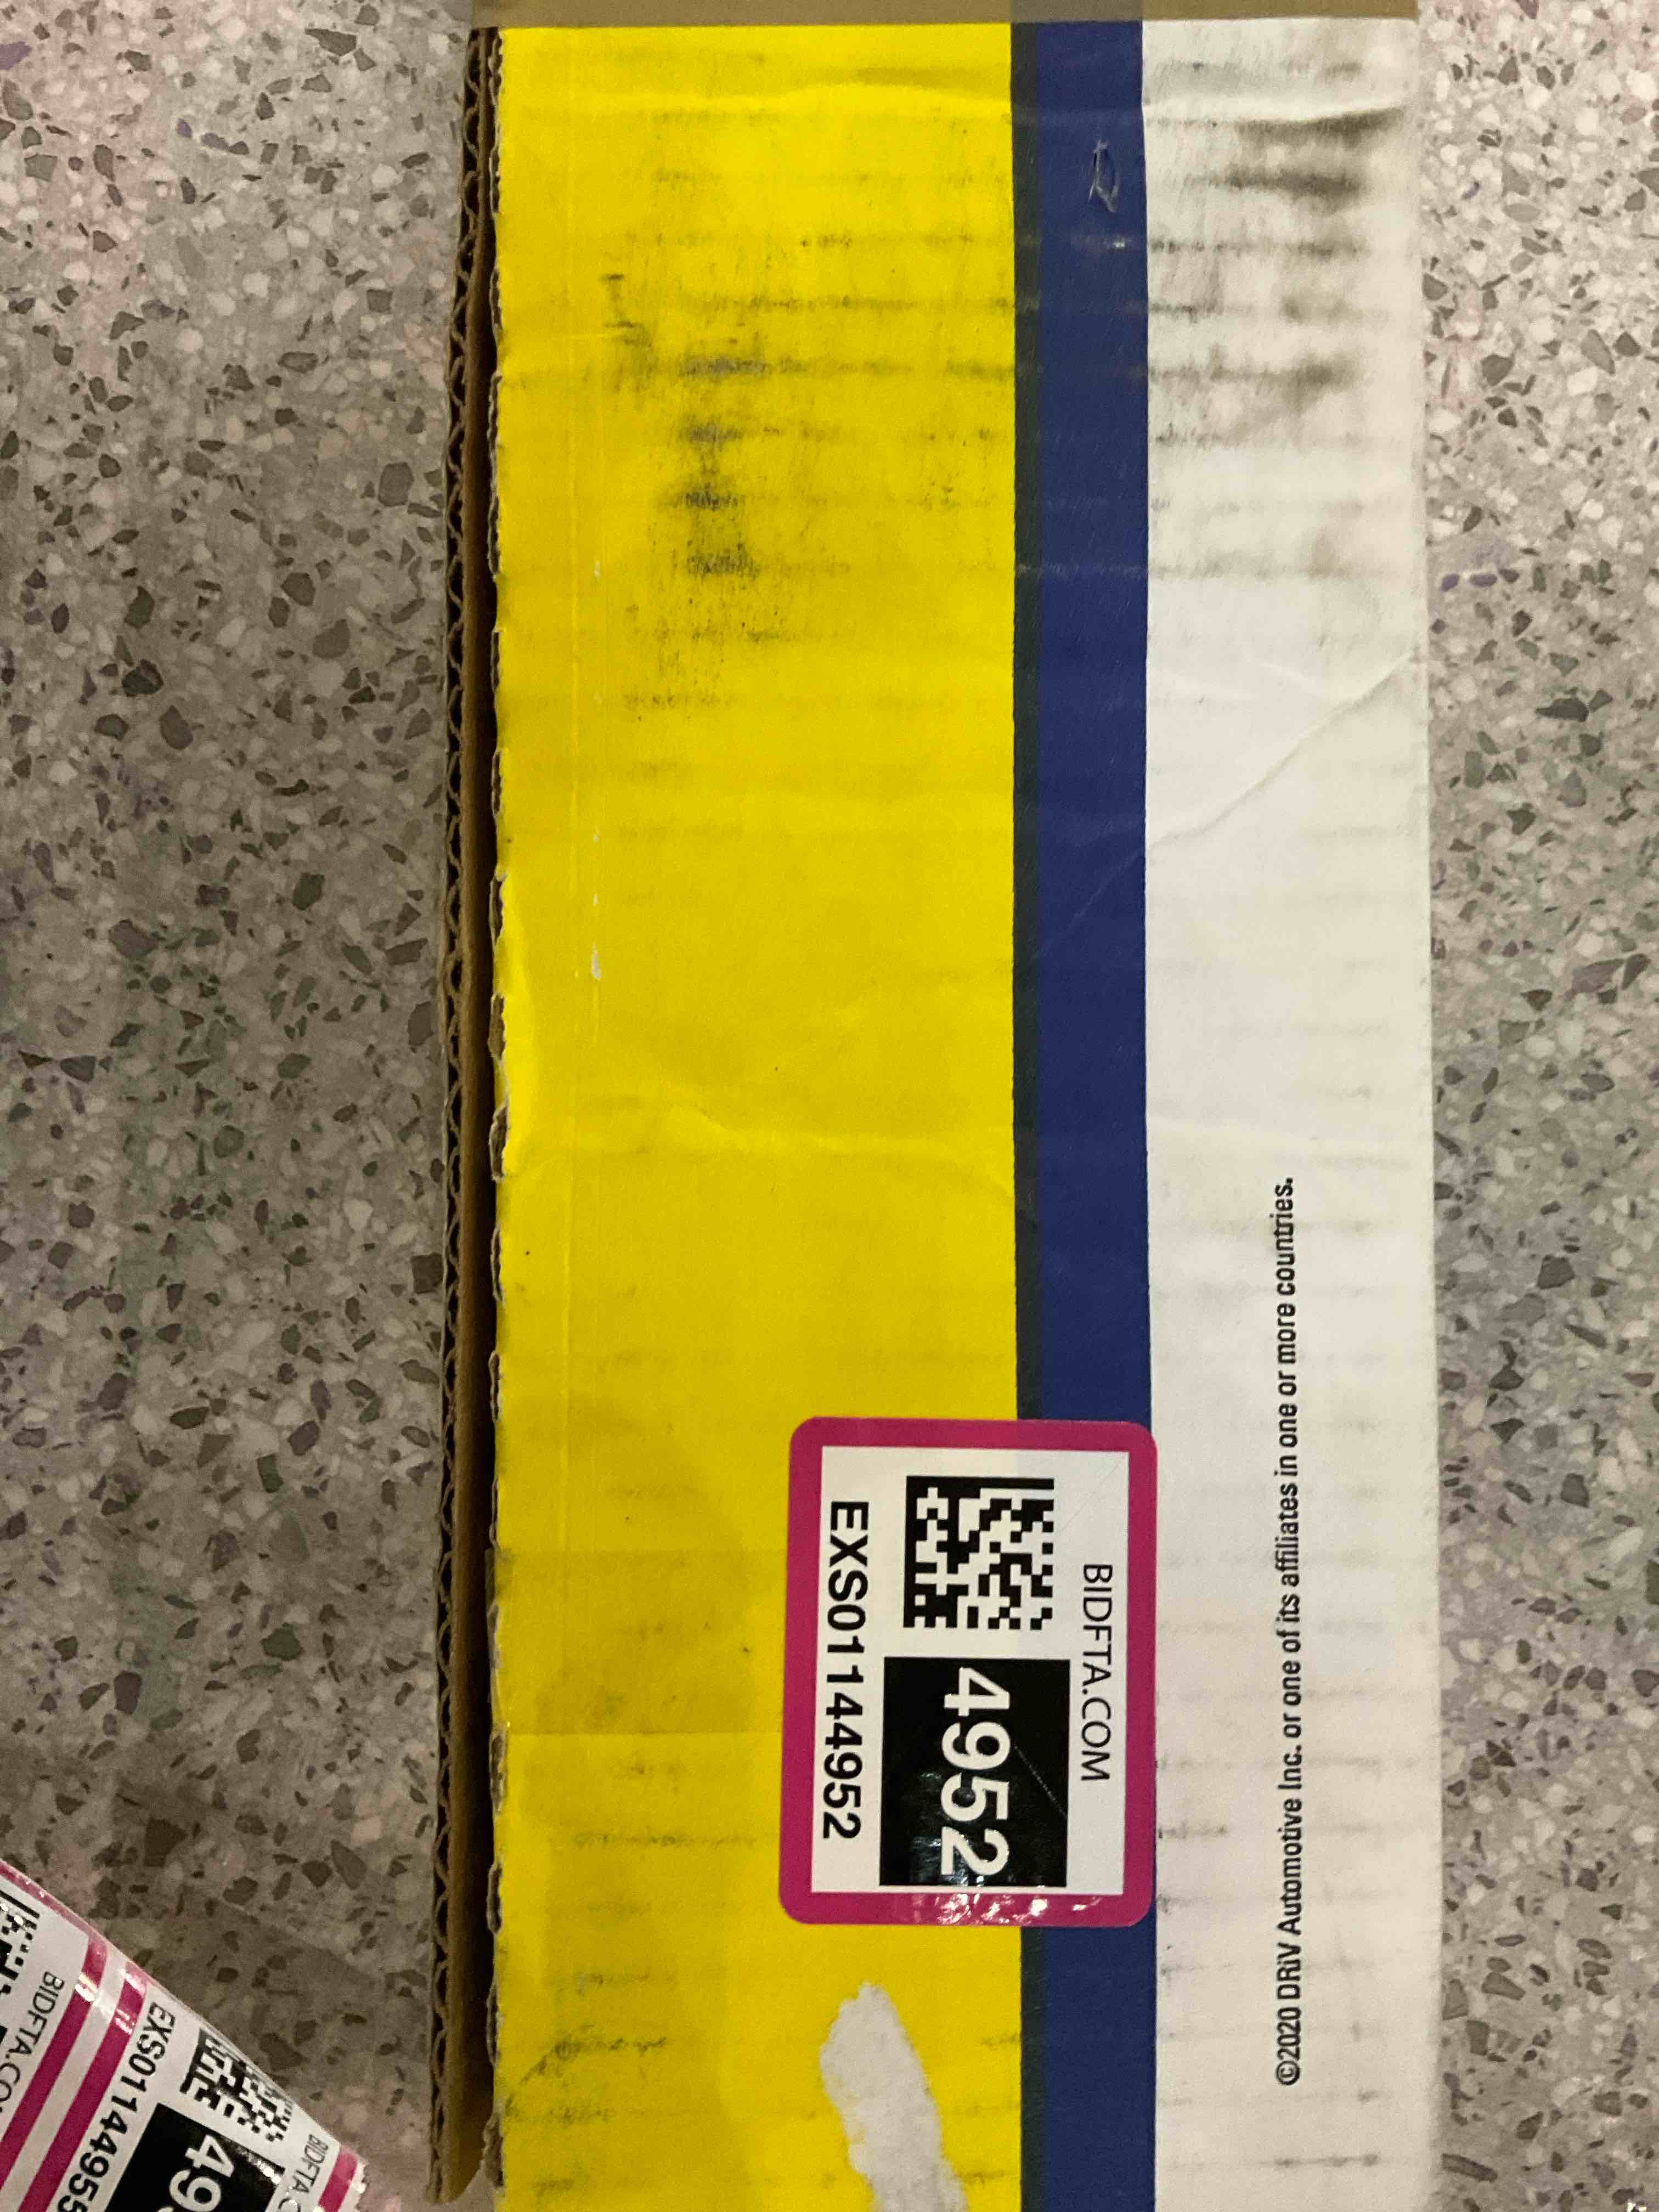 BIDFTA.COM
4952
EXS01144952
©2020 DRiV Automotive Inc. or one of its affiliates in one or more countries.